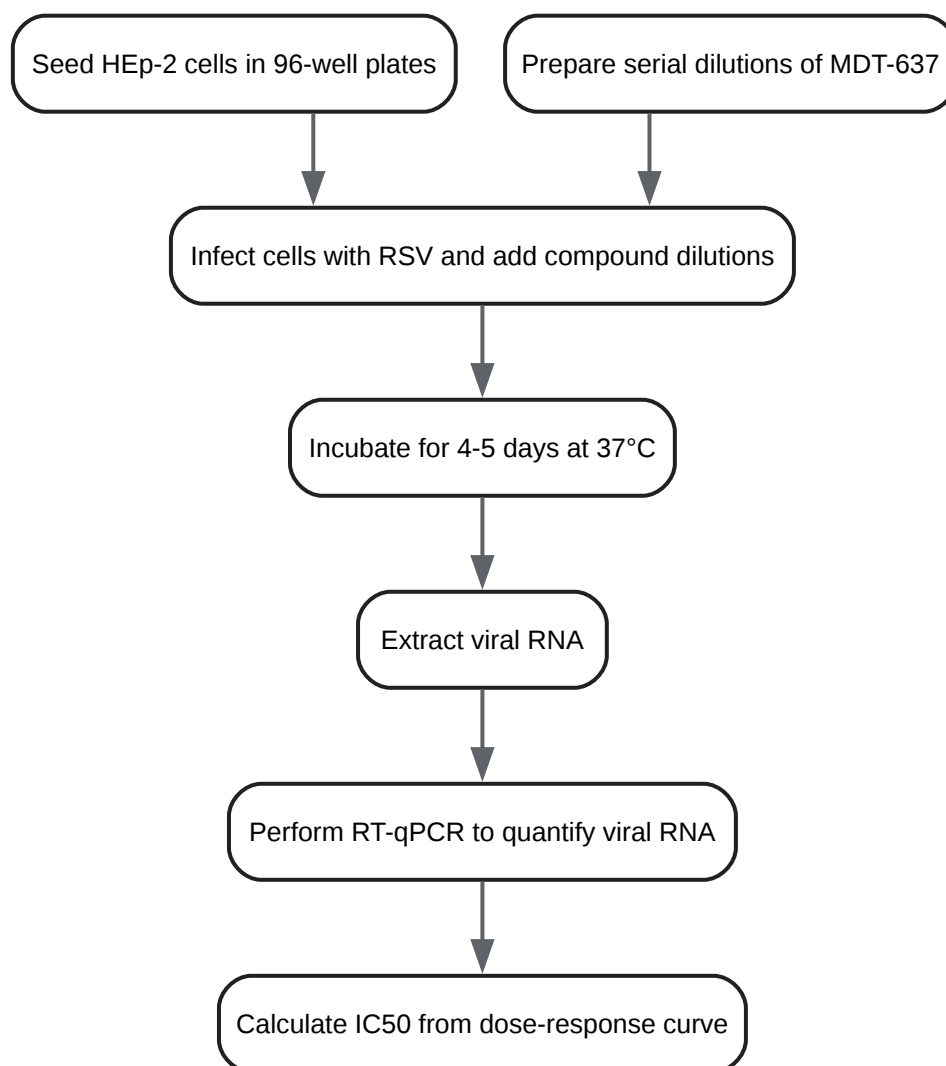 Seed HEp-2 cells in 96-well plates
Prepare serial dilutions of MDT-637
Infect cells with RSV and add compound dilutions
Incubate for 4-5 days at 37°C
Extract viral RNA
Perform RT-qPCR to quantify viral RNA
Calculate IC50 from dose-response curve